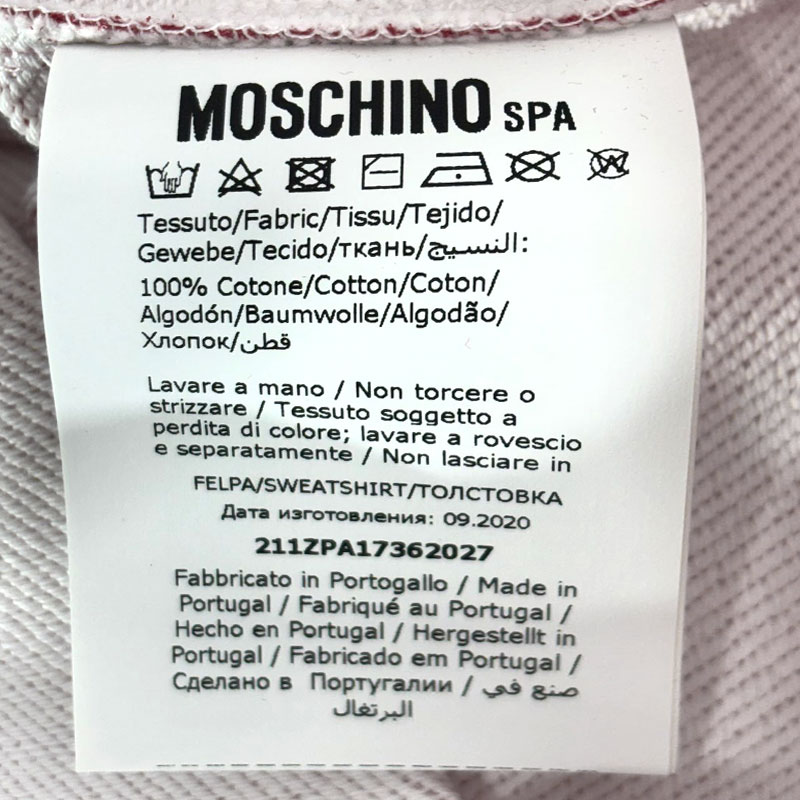 MOSCHINO SPA
Tessuto/Fabric/Tissu/Tejido/
Gewebe/Tecido/ткань/النسيج:
100% Cotone/Cotton/Coton/
Algodón/Baumwolle/Algodão/
Хлопок/قطن
Lavare a mano / Non torcere o
strizzare / Tessuto soggetto a
perdita di colore; lavare a rovescio
e separatamente / Non lasciare in
FELPA/SWEATSHIRT/ТОЛСТОВКА
Дата изготовления: 09.2020
211ZPA17362027
Fabbricato in Portogallo / Made in
Portugal / Fabriqué au Portugal /
Hecho en Portugal / Hergestellt in
Portugal / Fabricado em Portugal /
Сделано в Португалии / صنع في
البرتغال